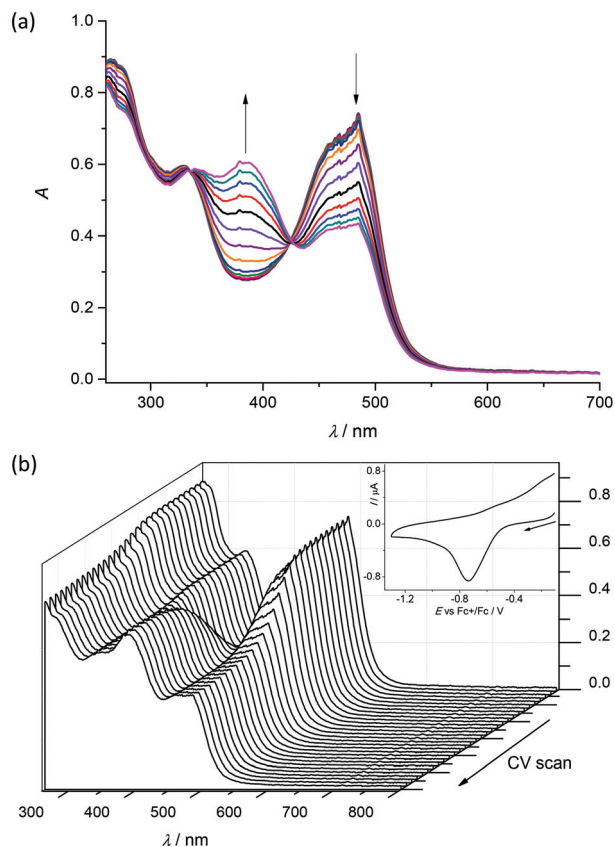 (a)
1.0
0.8
0.6
0.4
0.2
0.0
A
300 400 500 600 700
λ / nm
(b)
0.8
0.6
0.4
0.2
0.0
0.8
0.0
-0.8
I / μA
-1.2 -0.8 -0.4
E vs Fc+/Fc / V
CV scan
300 400 500 600 700 800
λ / nm